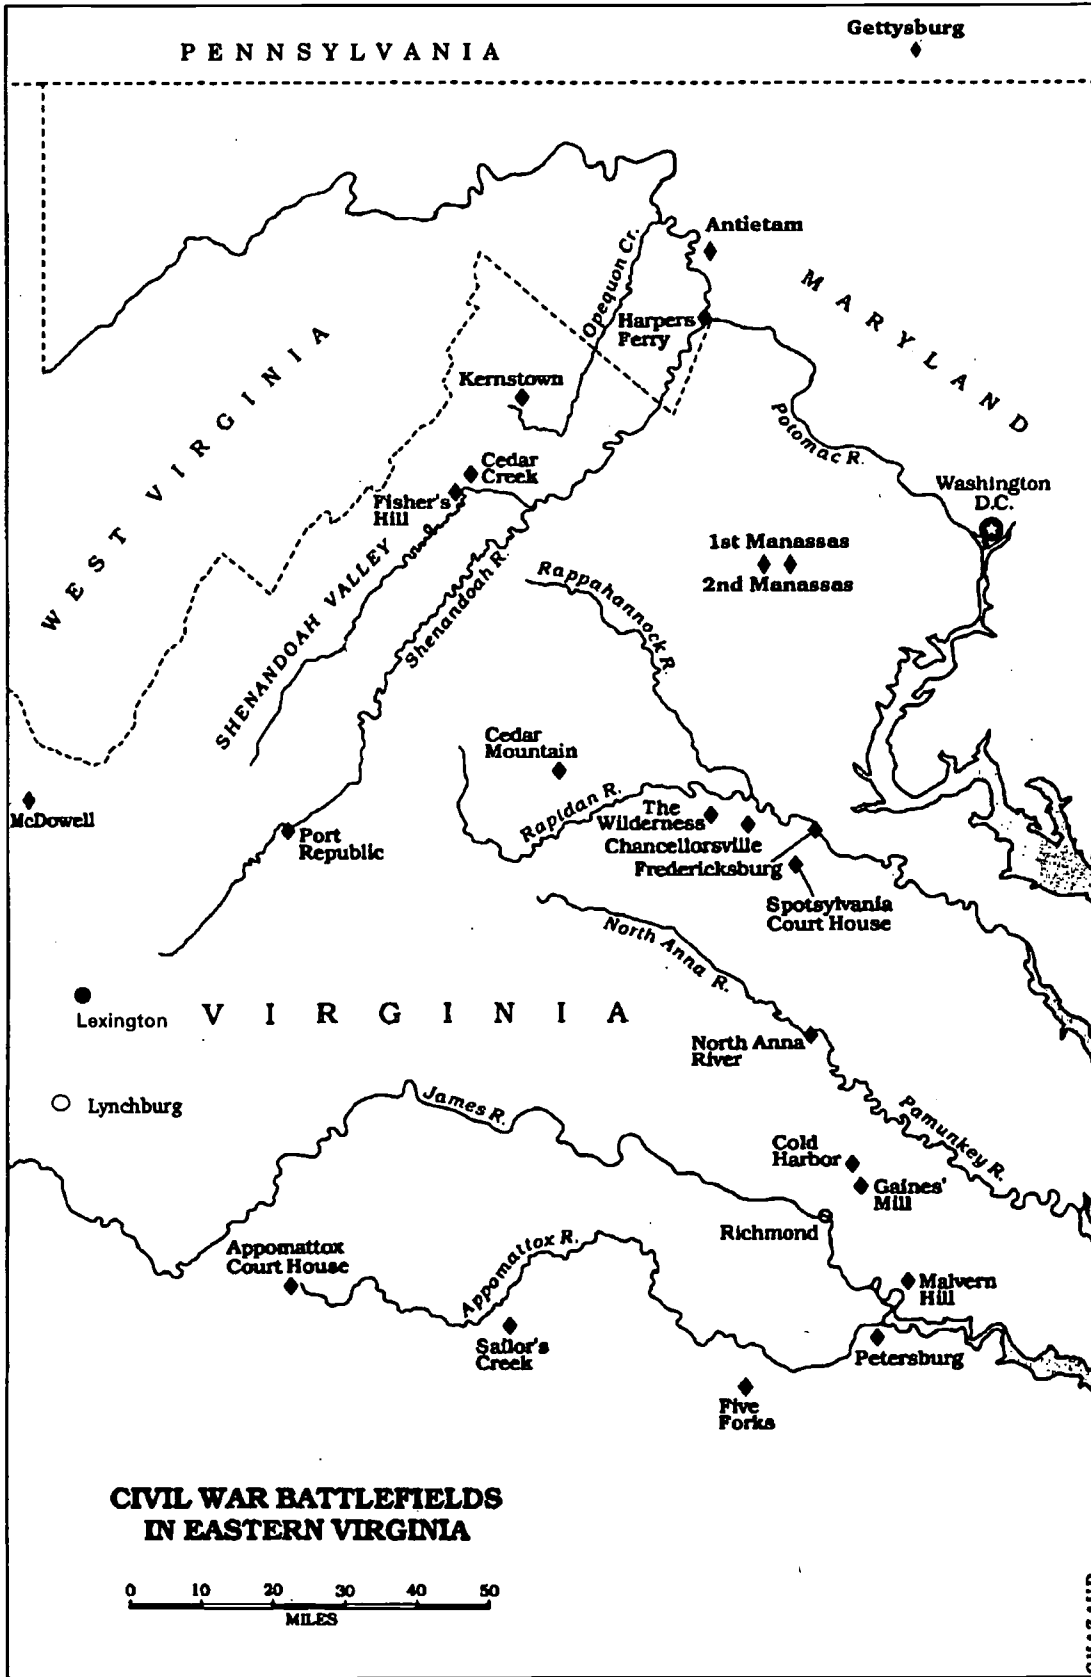 Gettysburg
PENNSYLVANIA
Antietam
Opequon Cr.
MARYLAND
Harpers
Ferry
WEST VIRGINIA
Kernstown
Potomac R.
Cedar
Creek
Fisher's
Hill
Washington
D.C.
1st Manassas
2nd Manassas
SHENANDOAH VALLEY
Shenandoah R.
Rappahannock R.
Cedar
Mountain
McDowell
Port
Republic
Rapidan R.
The
Wilderness
Chancellorsville
Fredericksburg
Spotsylvania
Court House
North Anna R.
Lexington
VIRGINIA
North Anna
River
Lynchburg
James R.
Pamunkey R.
Cold
Harbor
Gaines'
Mill
Richmond
Appomattox
Court House
Appomattox R.
Malvern
Hill
Sailor's
Creek
Petersburg
Five
Forks
CIVIL WAR BATTLEFIELDS
IN EASTERN VIRGINIA
0 10 20 30 40 50
MILES